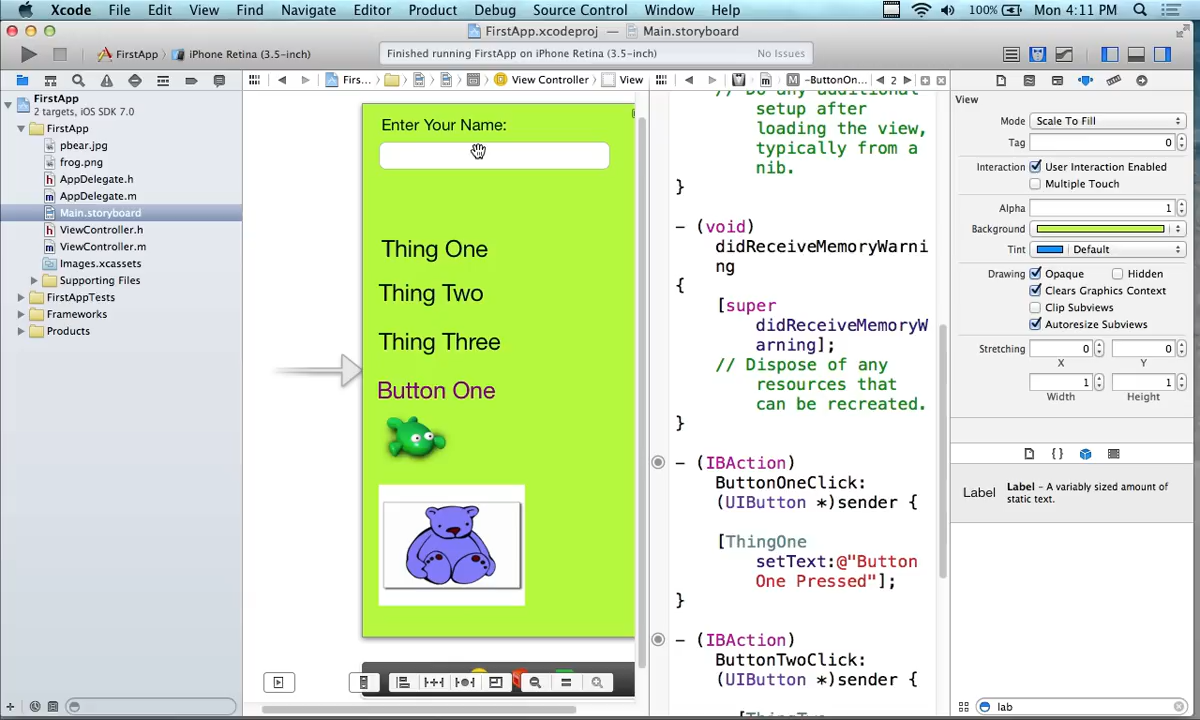 Xcode File Edit View Find Navigate Editor Product Debug Source Control Window Help 100% Mon 4:11 PM
FirstApp.xcodeproj — Main.storyboard
FirstApp iPhone Retina (3.5-inch) Finished running FirstApp on iPhone Retina (3.5-inch) No Issues
Firs... View Controller View -ButtonOn... 2
FirstApp
2 targets, iOS SDK 7.0
FirstApp
pbear.jpg
frog.png
AppDelegate.h
AppDelegate.m
Main.storyboard
ViewController.h
ViewController.m
Images.xcassets
Supporting Files
FirstAppTests
Frameworks
Products
Enter Your Name:
Thing One
Thing Two
Thing Three
Button One
// Do any additional
setup after
loading the view,
typically from a
nib.
}
- (void)
didReceiveMemoryWarni
ng
{
[super
didReceiveMemoryW
arning];
// Dispose of any
resources that
can be recreated.
}
- (IBAction)
ButtonOneClick:
(UIButton *)sender {
[ThingOne
setText:@"Button
One Pressed"];
}
- (IBAction)
ButtonTwoClick:
(UIButton *)sender {
View
Mode Scale To Fill
Tag 0
Interaction User Interaction Enabled
Multiple Touch
Alpha 1
Background
Tint Default
Drawing Opaque Hidden
Clears Graphics Context
Clip Subviews
Autoresize Subviews
Stretching 0 0
X Y
1 1
Width Height
Label Label - A variably sized amount of
static text.
lab